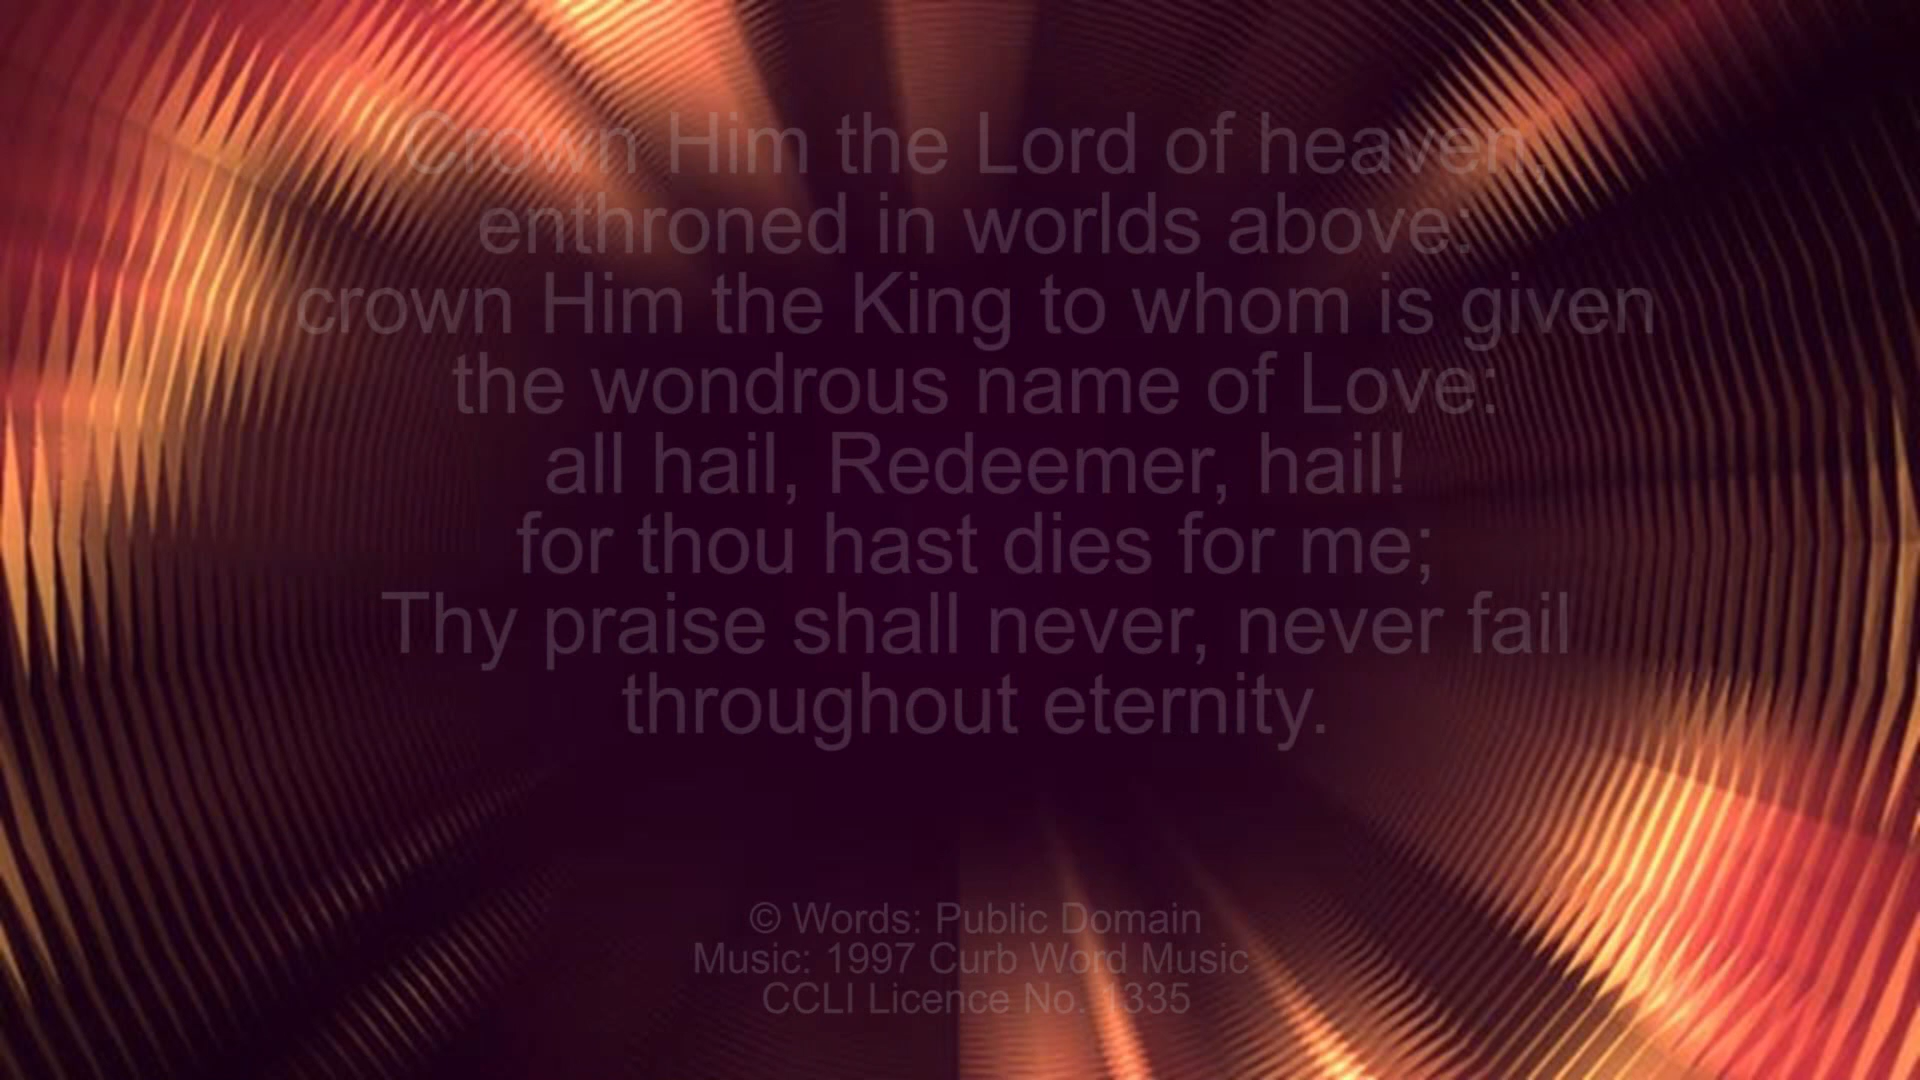 Crown Him the Lord of heaven,
enthroned in worlds above:
crown Him the King to whom is given
the wondrous name of Love:
all hail, Redeemer, hail!
for thou hast dies for me;
Thy praise shall never, never fail
throughout eternity.
© Words: Public Domain
Music: 1997 Curb Word Music
CCLI Licence No. 1335